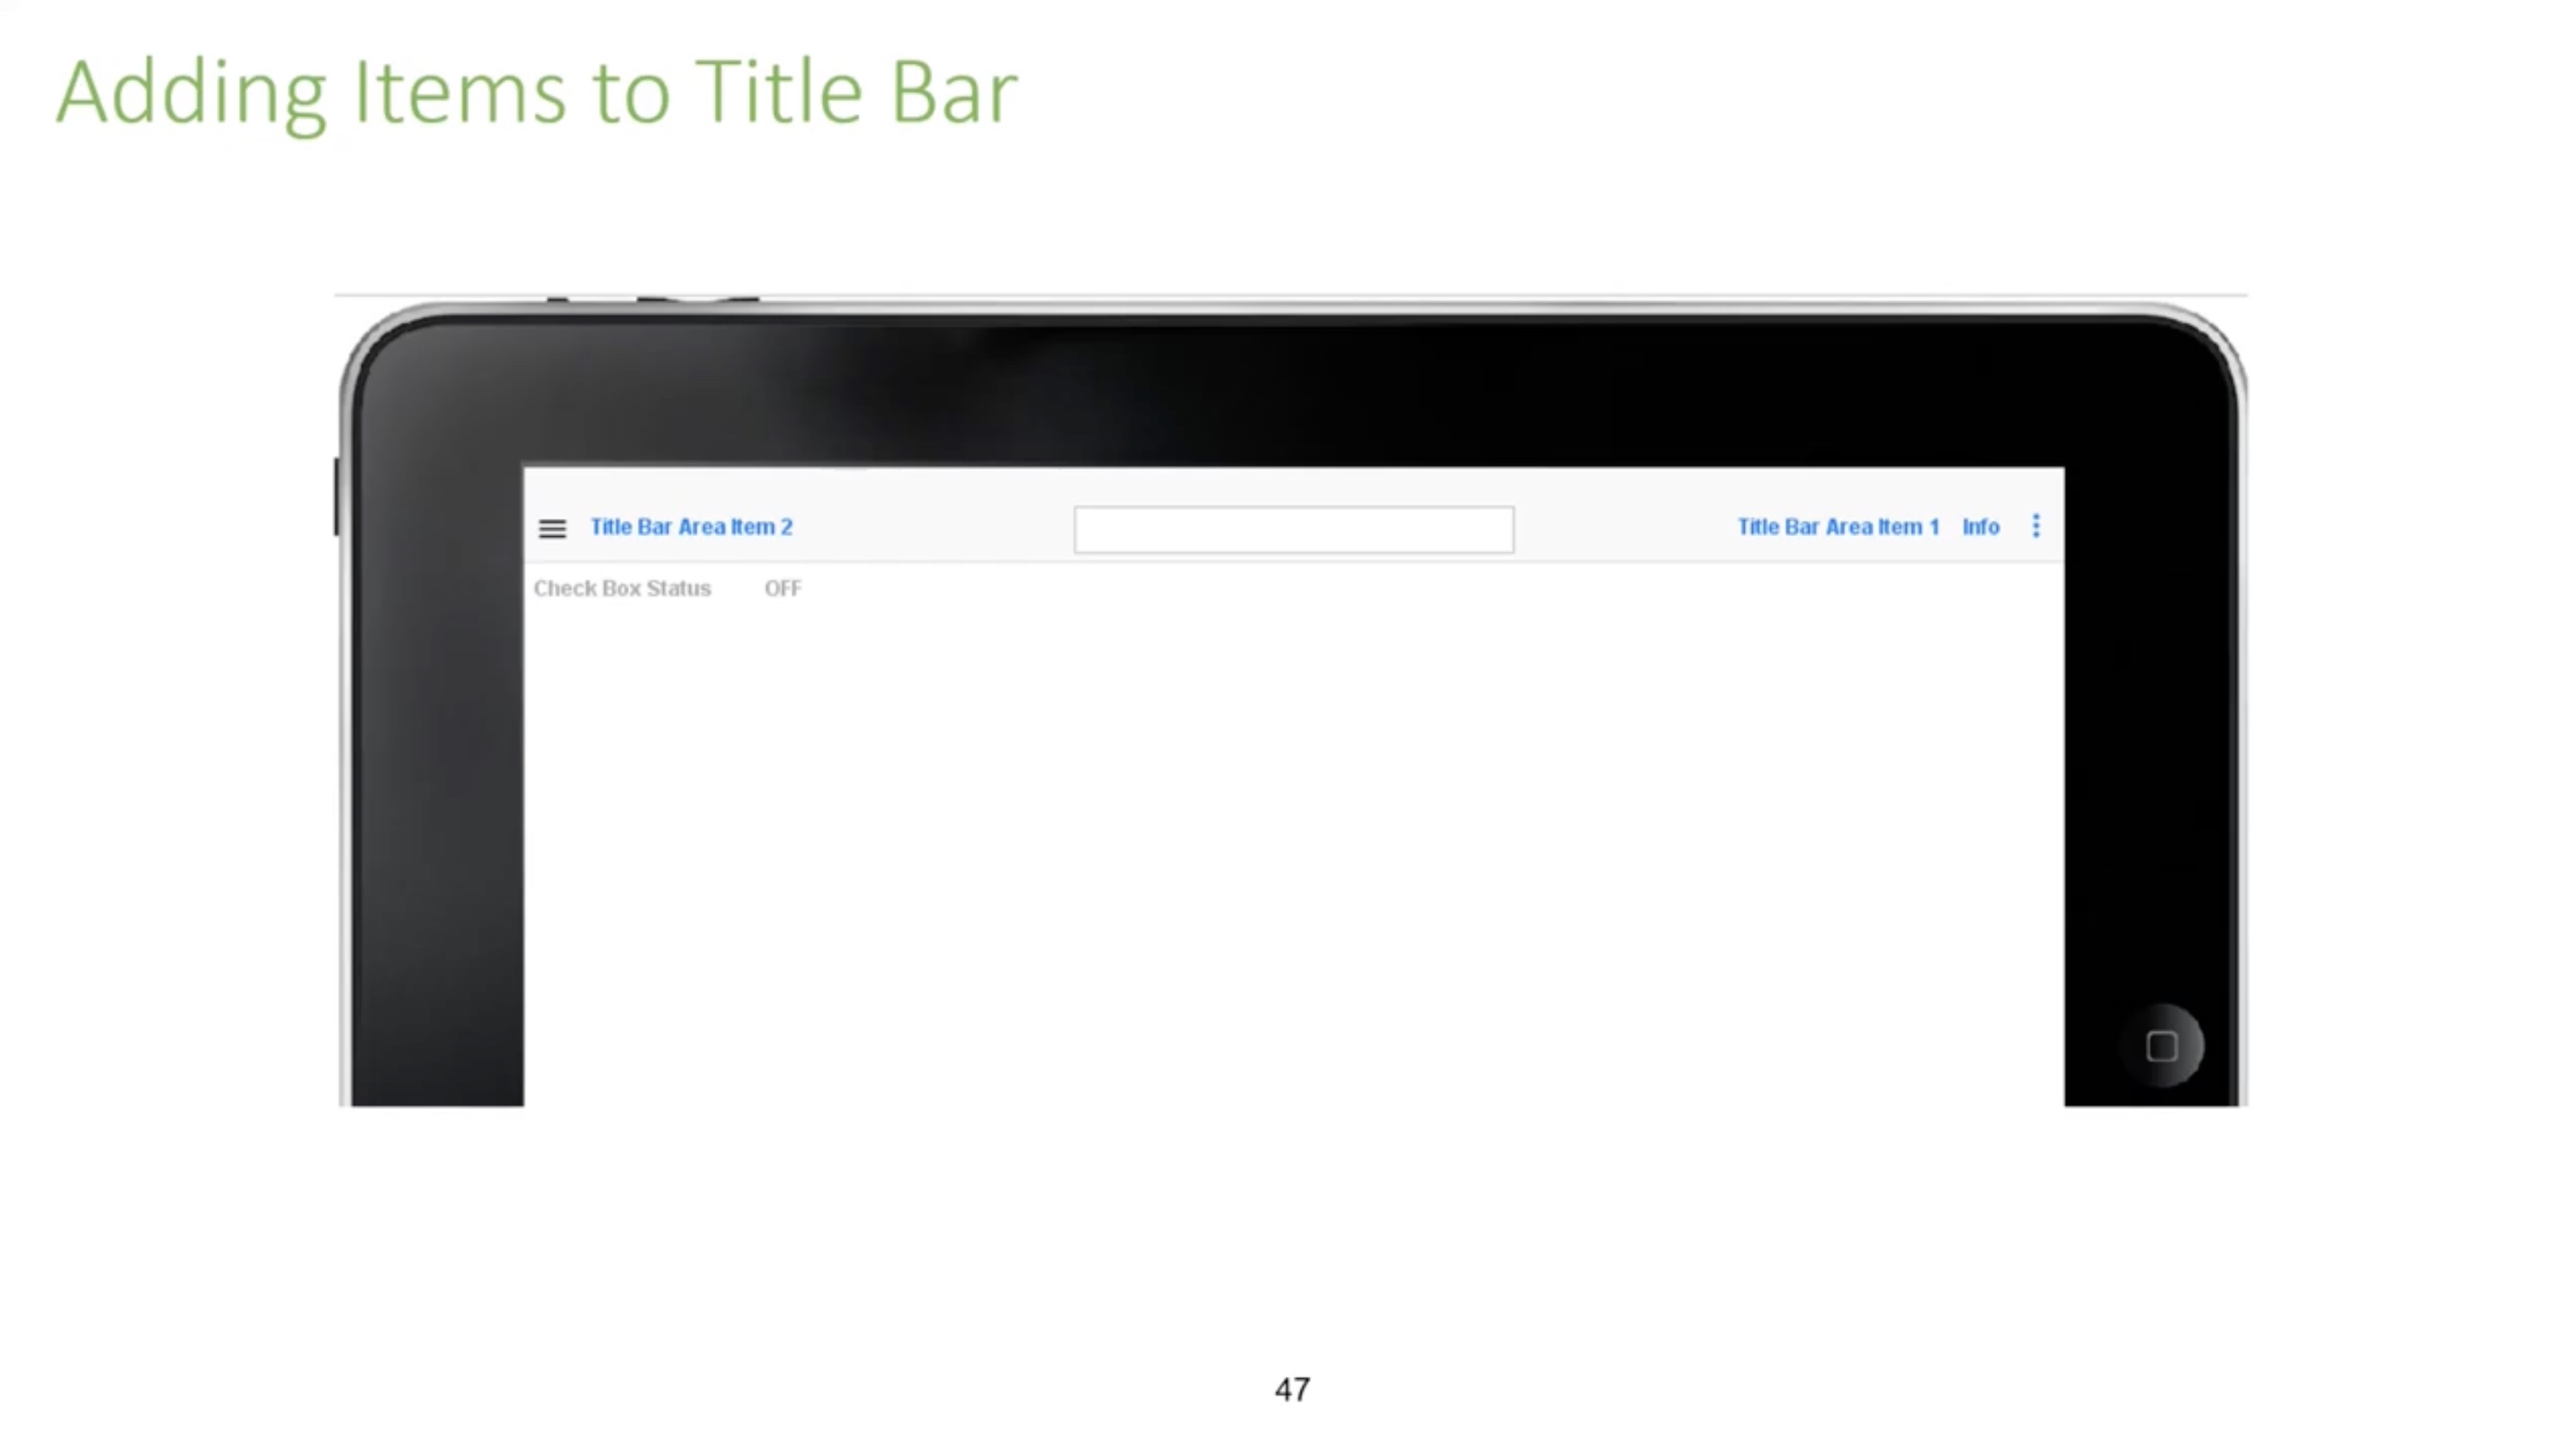 Adding Items to Title Bar
Title Bar Area Item 2 Title Bar Area Item 1 Info
Check Box Status OFF
47